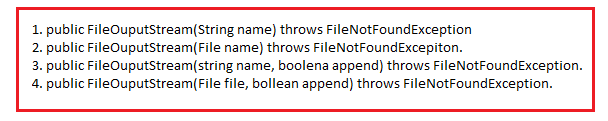 1. public FileOuputStream(String name) throws FileNotFoundException
2. public FileOuputStream(File name) throws FileNotFoundExcepiton.
3. public FileOuputStream(string name, boolena append) throws FileNotFoundException.
4. public FileOuputStream(File file, bollean append) throws FileNotFoundException.